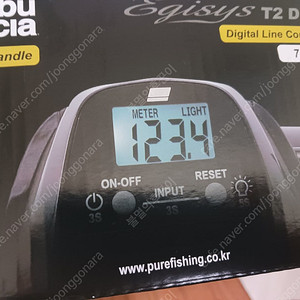 bu
cia
Egisys T2 D
Digital Line Co
andle
7
METER LIGHT
123.4
ON-OFF
RESET
INPUT
3S
3S
www.purefishing.co.kr